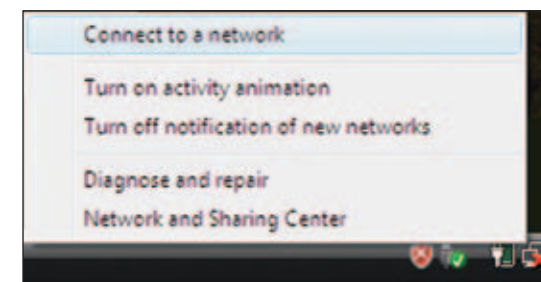 Connect to a network
Turn on activity animation
Turn off notification of new networks
Diagnose and repair
Network and Sharing Center